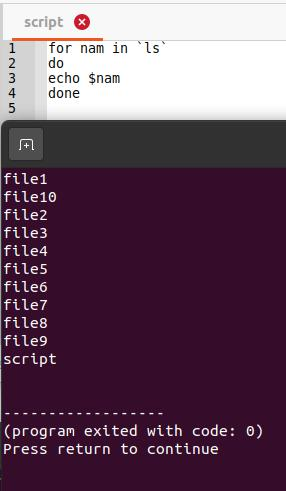 script
1 for nam in `ls`
2 do
3 echo $nam
4 done
5
file1
file10
file2
file3
file4
file5
file6
file7
file8
file9
script
------------------
(program exited with code: 0)
Press return to continue